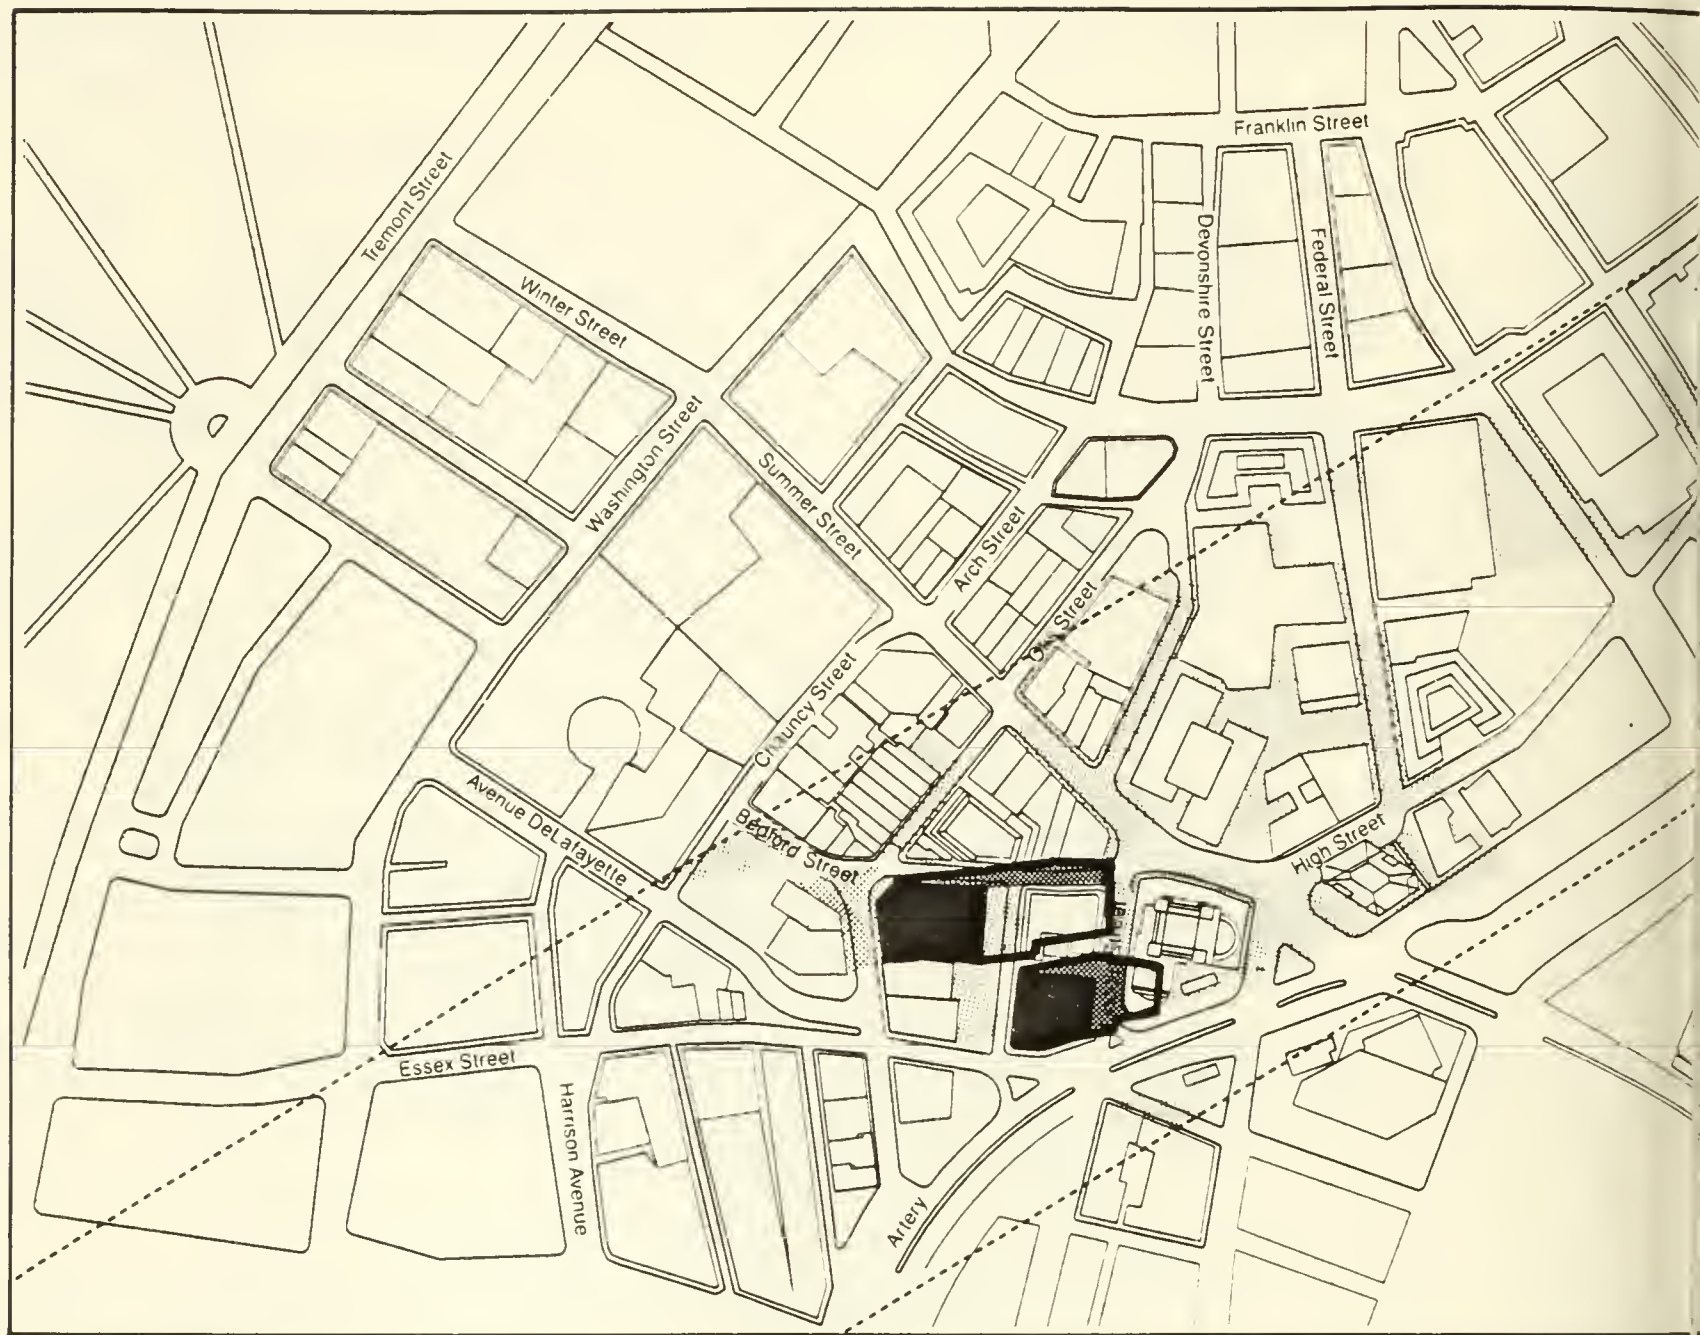 Franklin Street
Tremont Street
Devonshire Street
Federal Street
Winter Street
Washington Street
Summer Street
Arch Street
Street
Chauncy Street
Avenue DeLafayette
Bedford Street
High Street
Essex Street
Harrison Avenue
Artery